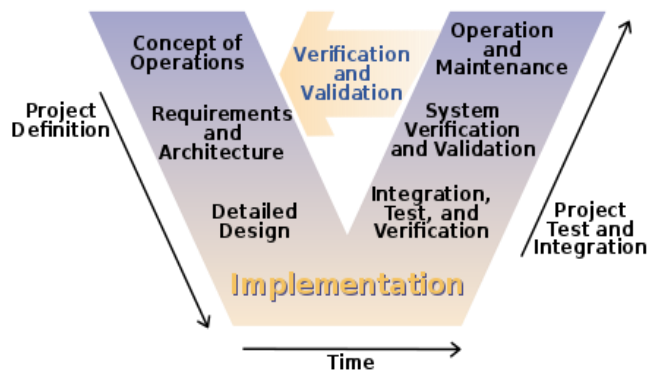 Concept of
Operations
Verification
and
Validation
Operation
and
Maintenance
Project
Definition
Requirements
and
Architecture
System
Verification
and Validation
Detailed
Design
Integration,
Test, and
Verification
Project
Test and
Integration
Implementation
Time